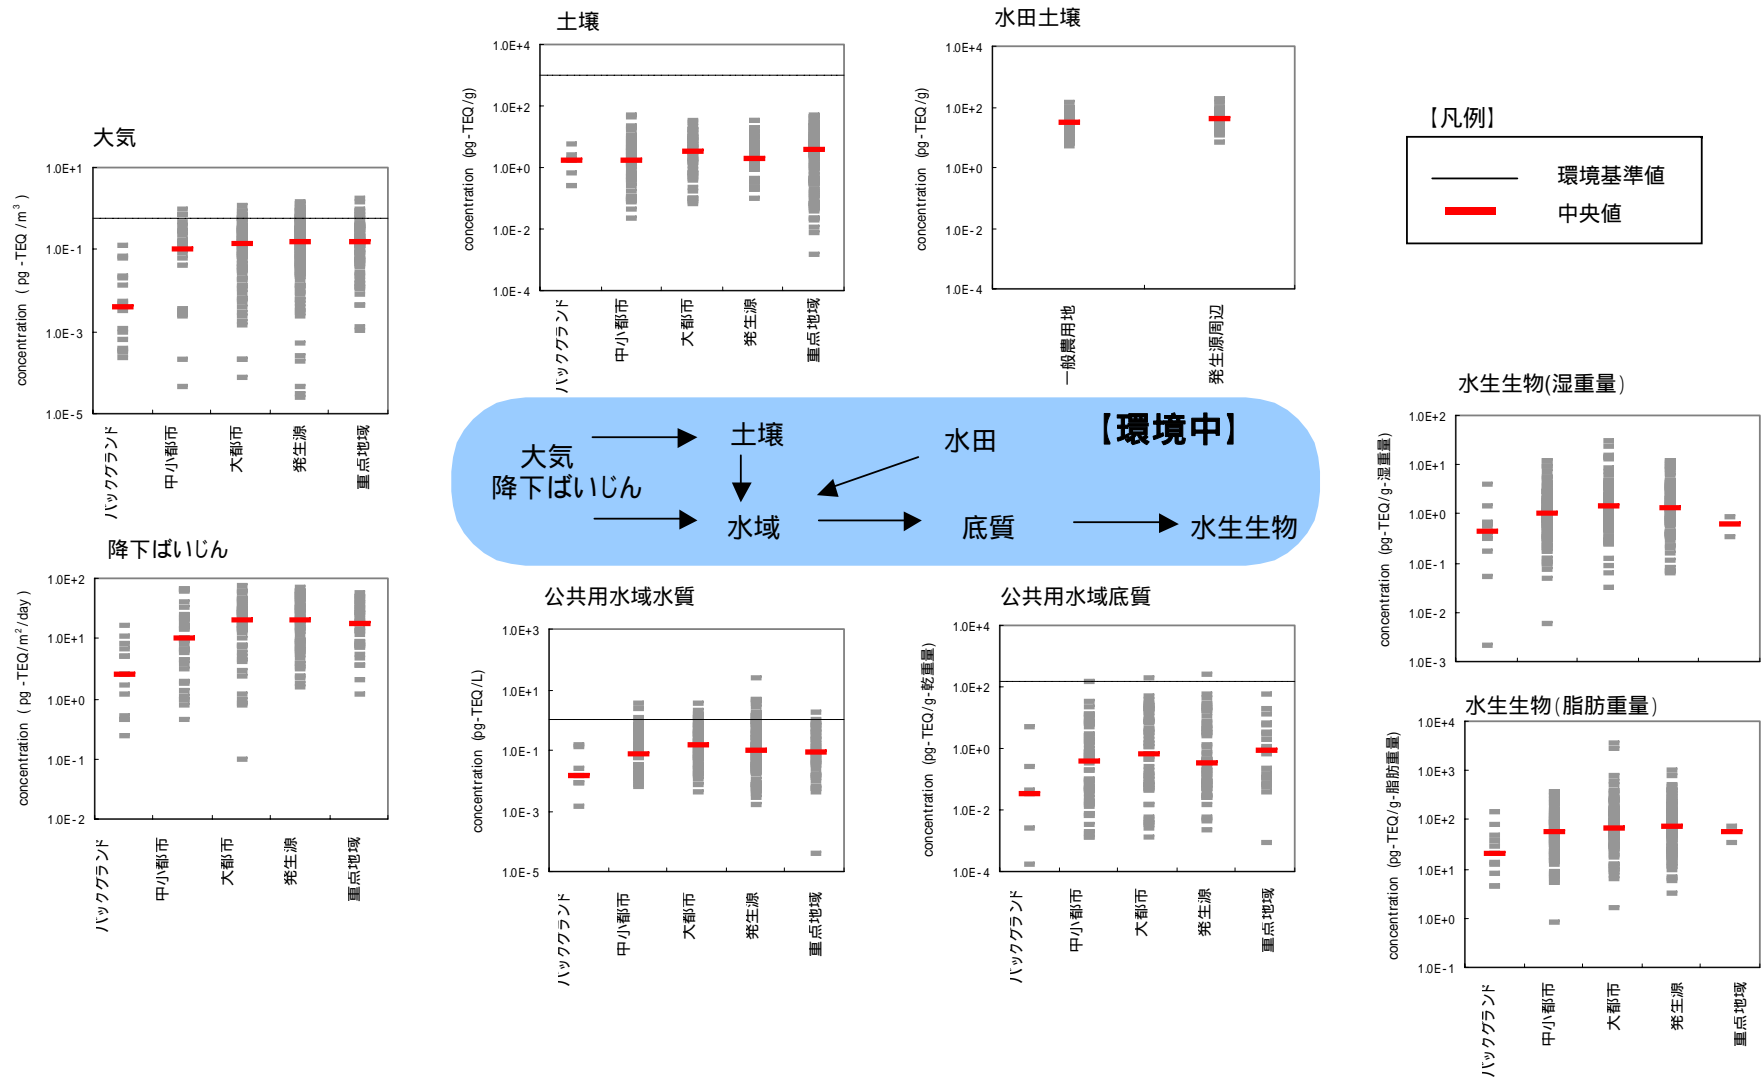 土壌
concentration (pg-TEQ/g)
1.0E+4
1.0E+2
1.0E+0
1.0E-2
1.0E-4
バックグランド
中小都市
大都市
発生源
重点地域
水田土壌
concentration (pg-TEQ/g)
1.0E+4
1.0E+2
1.0E+0
1.0E-2
1.0E-4
一般農用地
発生源周辺
【凡例】
環境基準値
中央値
大気
concentration ( pg-TEQ/m³ )
1.0E+1
1.0E-1
1.0E-3
1.0E-5
バックグランド
中小都市
大都市
発生源
重点地域
【環境中】
大気
降下ばいじん
土壌
水田
水域
底質
水生生物
水生生物(湿重量)
concentration (pg-TEQ/g-湿重量)
1.0E+2
1.0E+1
1.0E+0
1.0E-1
1.0E-2
1.0E-3
降下ばいじん
concentration ( pg-TEQ/m²/day)
1.0E+2
1.0E+1
1.0E+0
1.0E-1
1.0E-2
バックグランド
中小都市
大都市
発生源
重点地域
公共用水域水質
concentration (pg-TEQ/L)
1.0E+3
1.0E+1
1.0E-1
1.0E-3
1.0E-5
バックグランド
中小都市
大都市
発生源
重点地域
公共用水域底質
concentration (pg-TEQ/g-乾重量)
1.0E+4
1.0E+2
1.0E+0
1.0E-2
1.0E-4
バックグランド
中小都市
大都市
発生源
重点地域
水生生物(脂肪重量)
concentration (pg-TEQ/g-脂肪重量)
1.0E+4
1.0E+3
1.0E+2
1.0E+1
1.0E+0
1.0E-1
バックグランド
中小都市
大都市
発生源
重点地域